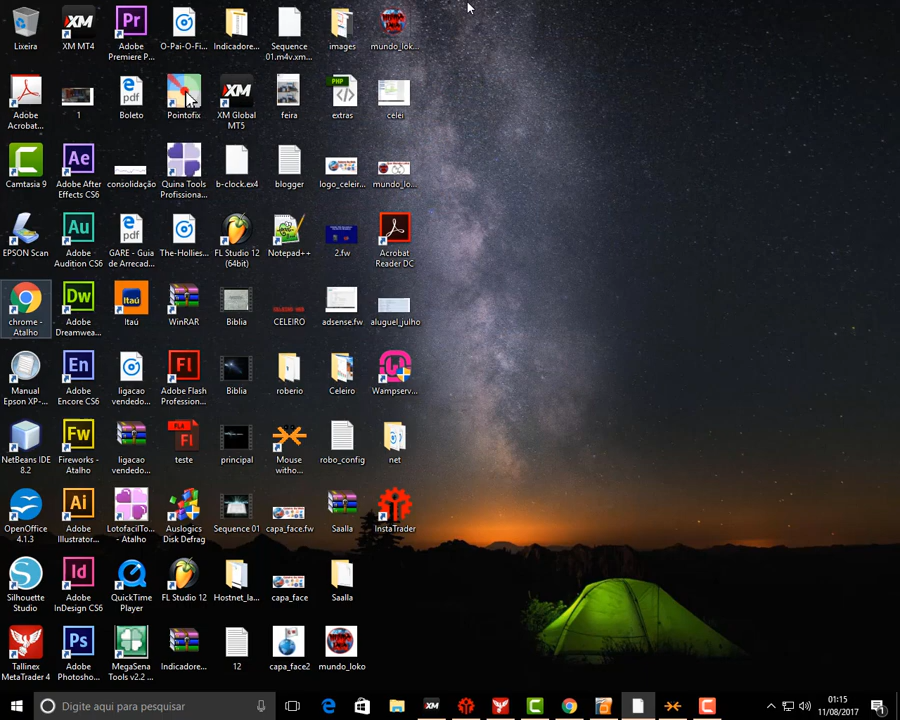 Lixeira
XM MT4
Adobe
Premiere P...
O-Pai-O-Fi...
Indicadore...
Sequence
01.m4v.xm...
images
mundo_lok...
Adobe
Acrobat...
1
Boleto
Pointofix
XM Global
MT5
feira
extras
celei
Camtasia 9
Adobe After
Effects CS6
consolidação
Quina Tools
Profissiona...
b-clock.ex4
blogger
logo_celeir...
mundo_lo...
EPSON Scan
Adobe
Audition CS6
GARE - Guia
de Arrecad...
The-Hollies...
FL Studio 12
(64bit)
Notepad++
2.fw
Acrobat
Reader DC
chrome -
Atalho
Adobe
Dreamwea...
Itaú
WinRAR
Biblia
CELEIRO
adsense.fw
aluguel_julho
Manual
Epson XP-...
Adobe
Encore CS6
ligacao
vendedo...
Adobe Flash
Profession...
Biblia
roberio
Celeiro
Wampserv...
NetBeans IDE
8.2
Fireworks -
Atalho
ligacao
vendedo...
teste
principal
Mouse
witho...
robo_config
net
OpenOffice
4.1.3
Adobe
Illustrator...
LotofacilTo...
- Atalho
Auslogics
Disk Defrag
Sequence 01
capa_face.fw
Saalla
InstaTrader
Silhouette
Studio
Adobe
InDesign CS6
QuickTime
Player
FL Studio 12
Hostnet_la...
capa_face
Saalla
Tallinex
MetaTrader 4
Adobe
Photosho...
MegaSena
Tools v2.2 ...
Indicadore...
12
capa_face2
mundo_loko
Digite aqui para pesquisar
01:15
11/08/2017